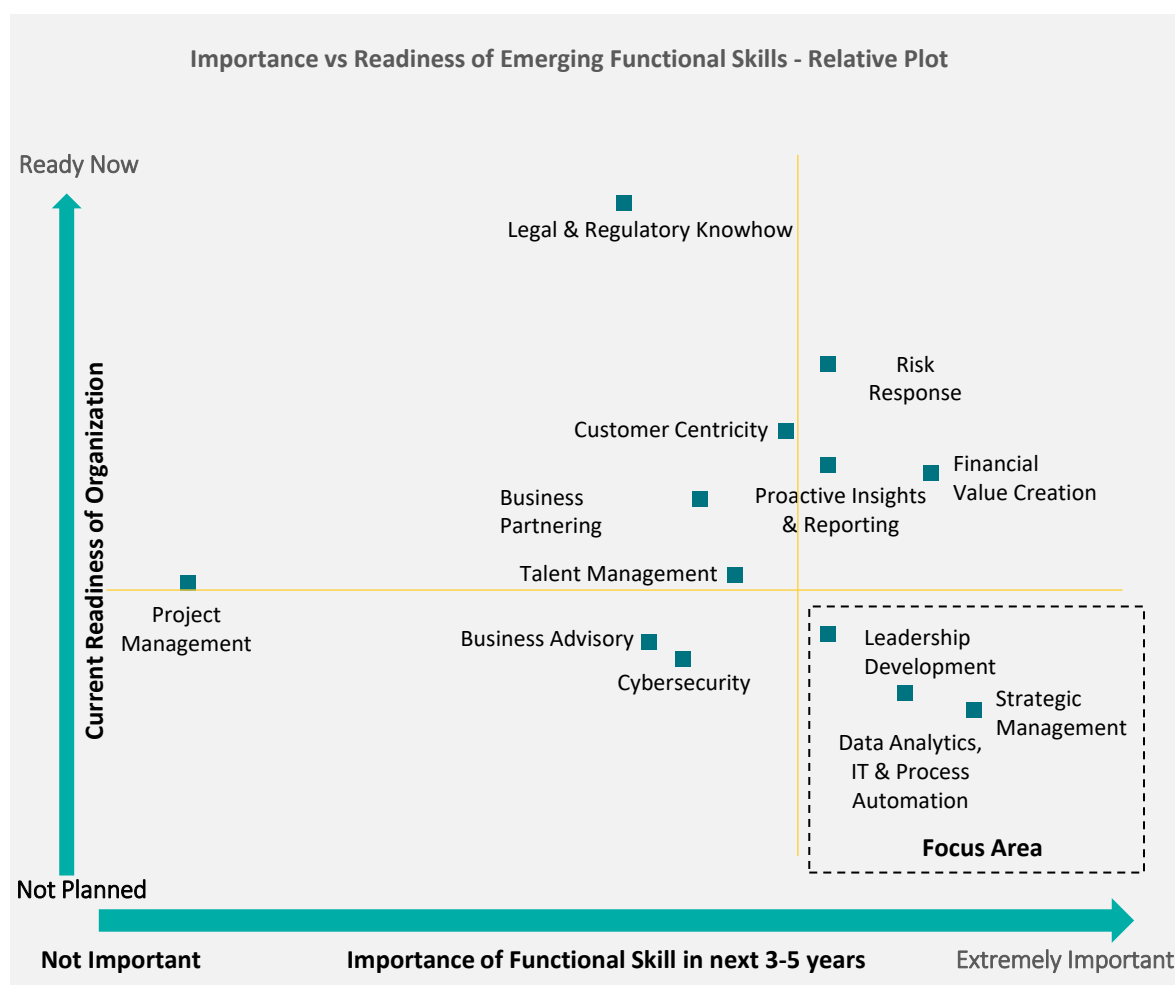 Importance vs Readiness of Emerging Functional Skills - Relative Plot
Ready Now
Legal & Regulatory Knowhow
Risk
Response
Customer Centricity
Financial
Value Creation
Proactive Insights
& Reporting
Business
Partnering
Talent Management
Project
Management
Business Advisory
Cybersecurity
Leadership
Development
Strategic
Management
Data Analytics,
IT & Process
Automation
Focus Area
Current Readiness of Organization
Not Planned
Not Important
Importance of Functional Skill in next 3-5 years
Extremely Important